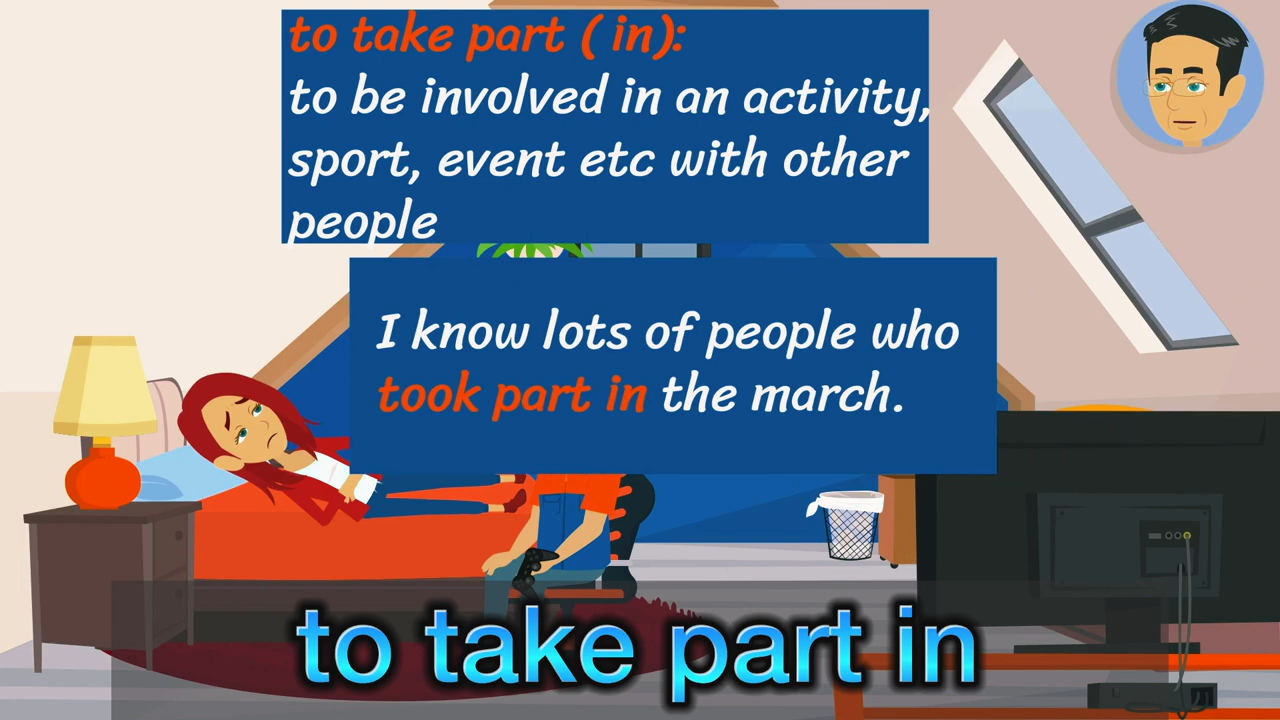 to take part ( in):
to be involved in an activity,
sport, event etc with other
people
I know lots of people who
took part in the march.
to take part in